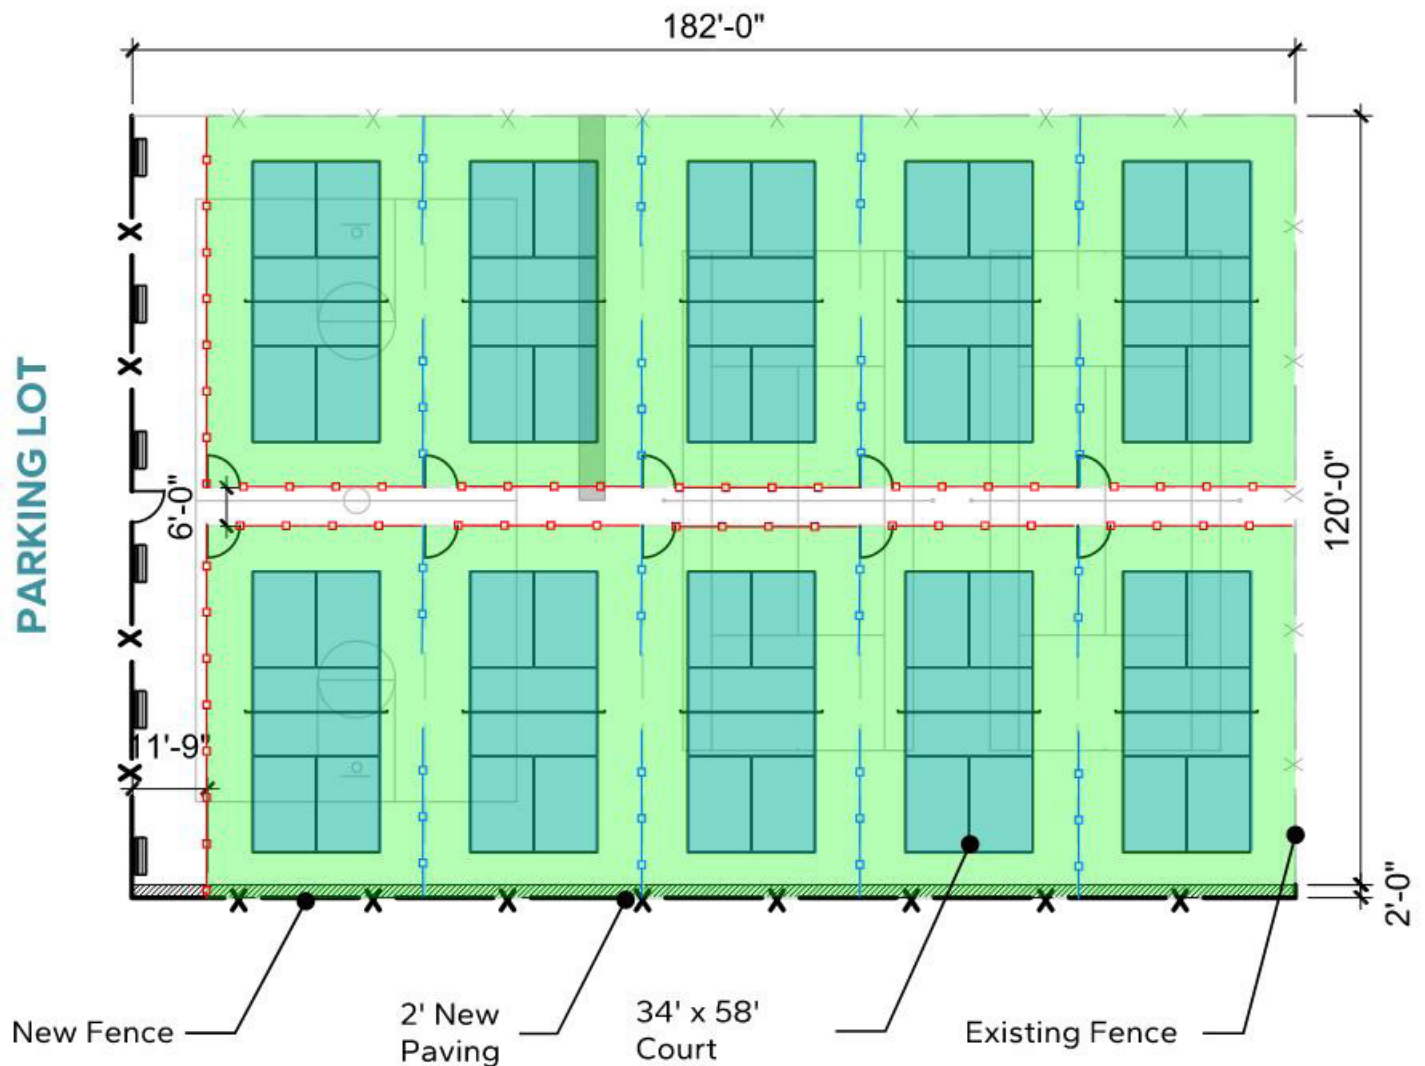 182'-0"
PARKING LOT
6'-0"
120'-0"
11'-9"
2'-0"
New Fence
2' New
Paving
34' x 58'
Court
Existing Fence